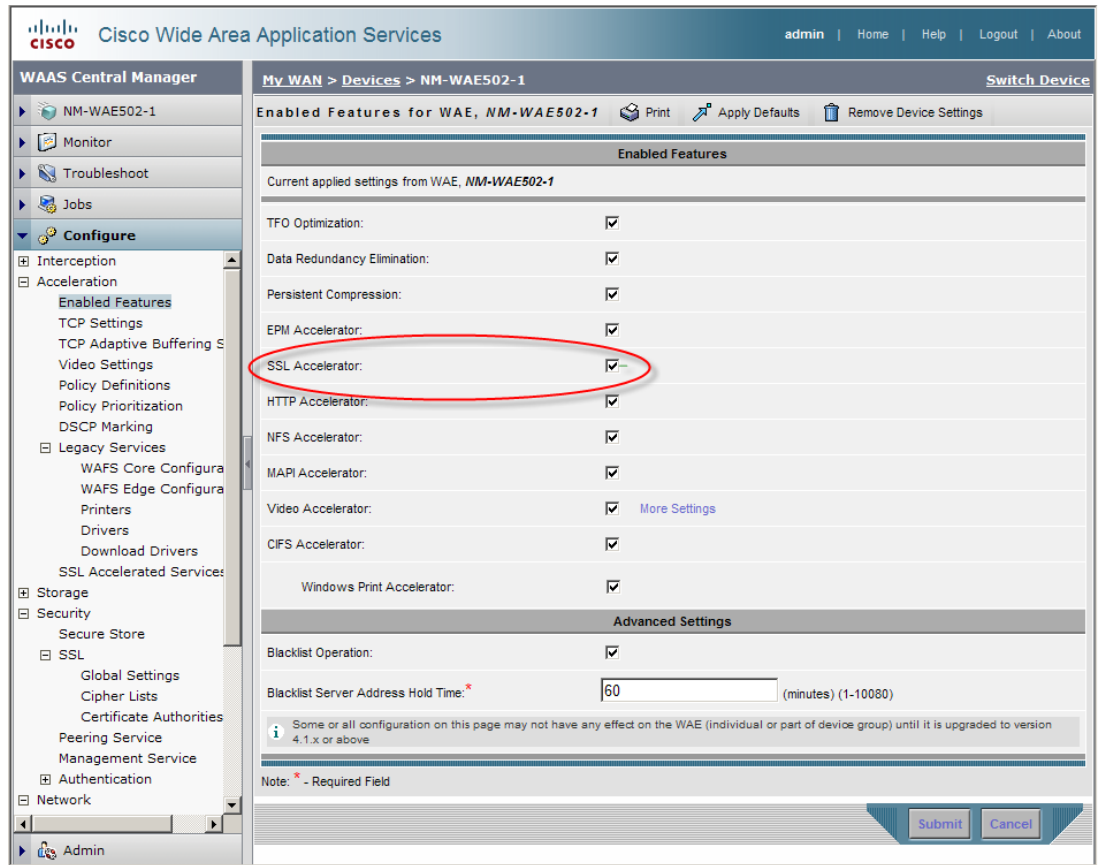 CISCO
Cisco Wide Area Application Services
admin | Home | Help | Logout | About
WAAS Central Manager
NM-WAE502-1
Monitor
Troubleshoot
Jobs
Configure
Interception
Acceleration
Enabled Features
TCP Settings
TCP Adaptive Buffering S
Video Settings
Policy Definitions
Policy Prioritization
DSCP Marking
Legacy Services
WAFS Core Configura
WAFS Edge Configura
Printers
Drivers
Download Drivers
SSL Accelerated Services
Storage
Security
Secure Store
SSL
Global Settings
Cipher Lists
Certificate Authorities
Peering Service
Management Service
Authentication
Network
Admin
My WAN > Devices > NM-WAE502-1
Switch Device
Enabled Features for WAE, NM-WAE502-1 Print Apply Defaults Remove Device Settings
Enabled Features
Current applied settings from WAE, NM-WAE502-1
TFO Optimization:
Data Redundancy Elimination:
Persistent Compression:
EPM Accelerator:
SSL Accelerator:
HTTP Accelerator:
NFS Accelerator:
MAPI Accelerator:
Video Accelerator: More Settings
CIFS Accelerator:
Windows Print Accelerator:
Advanced Settings
Blacklist Operation:
Blacklist Server Address Hold Time:* 60 (minutes) (1-10080)
Some or all configuration on this page may not have any effect on the WAE (individual or part of device group) until it is upgraded to version
4.1.x or above
Note: * - Required Field
Submit Cancel